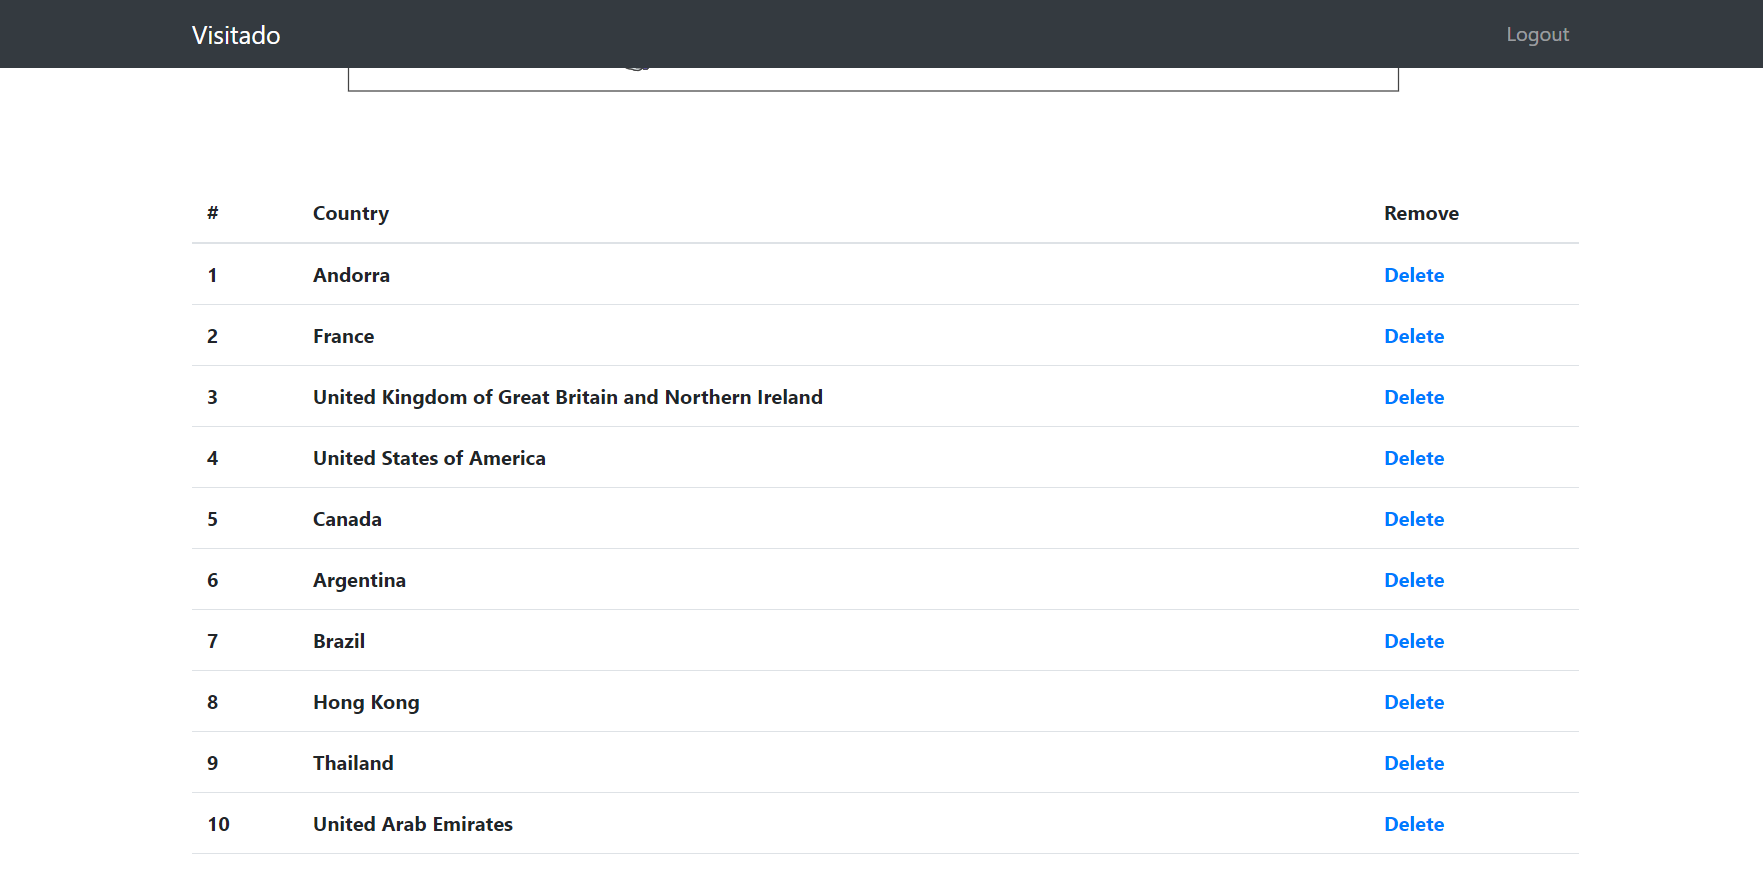 Visitado Logout
# Country Remove
1 Andorra Delete
2 France Delete
3 United Kingdom of Great Britain and Northern Ireland Delete
4 United States of America Delete
5 Canada Delete
6 Argentina Delete
7 Brazil Delete
8 Hong Kong Delete
9 Thailand Delete
10 United Arab Emirates Delete